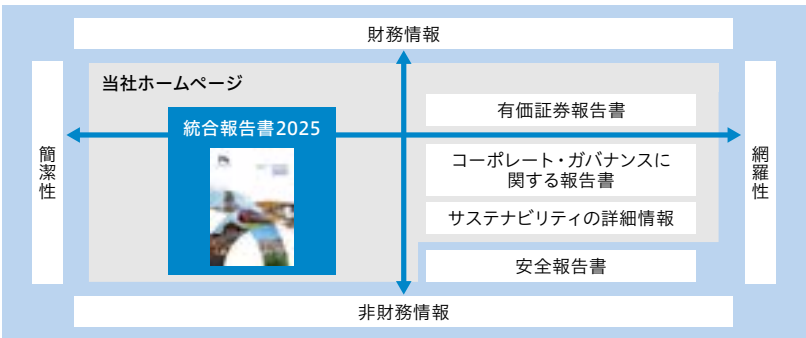 財務情報
当社ホームページ
統合報告書2025
有価証券報告書
簡潔性
網羅性
コーポレート・ガバナンスに
関する報告書
サステナビリティの詳細情報
安全報告書
非財務情報